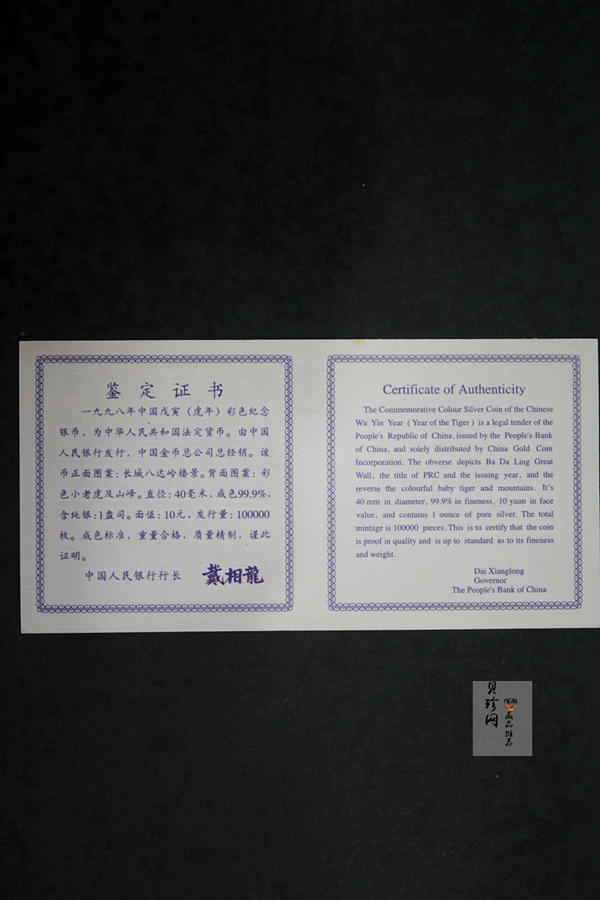 鉴定证书
一九九八年中国戊寅（虎年）彩色纪念
银币，为中华人民共和国法定货币。由中国
人民银行发行，中国金币总公司总经销。该
币正面图案：长城八达岭楼景。背面图案：彩
色小老虎及山峰。直径：40毫米，成色99.9%，
含纯银：1盎司。面值：10元，发行量：100000
枚。成色标准，重量合格，质量精制，谨此
证明。
中国人民银行行长 戴相龍
Certificate of Authenticity
The Commemorative Colour Silver Coin of the Chinese
Wu Yin Year ( Year of the Tiger ) is a legal tender of the
People's Republic of China, issued by the People's Bank
of China, and solely distributed by China Gold Coin
Incorporation. The obverse depicts Ba Da Ling Great
Wall, the title of PRC and the issuing year, and the
reverse the colourful baby tiger and mountains. It's
40 mm in diameter, 99.9% in fineness, 10 yuan in face
value, and contains 1 ounce of pure silver. The total
mintage is 100000 pieces. This is to certify that the coin
is proof in quality and is up to standard as to its fineness
and weight.
Dai Xianglong
Governor
The People's Bank of China
贝珍网
藏品推荐